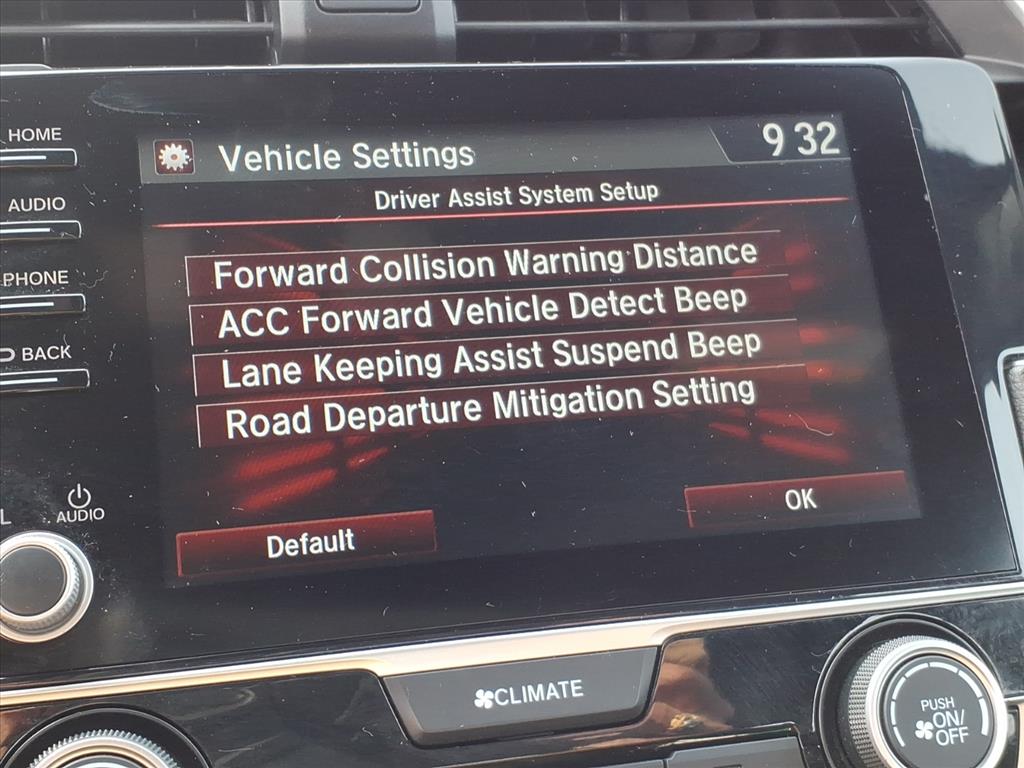 HOME
AUDIO
PHONE
BACK
AUDIO
Vehicle Settings
9 32
Driver Assist System Setup
Forward Collision Warning Distance
ACC Forward Vehicle Detect Beep
Lane Keeping Assist Suspend Beep
Road Departure Mitigation Setting
Default
OK
CLIMATE
PUSH
ON/
OFF